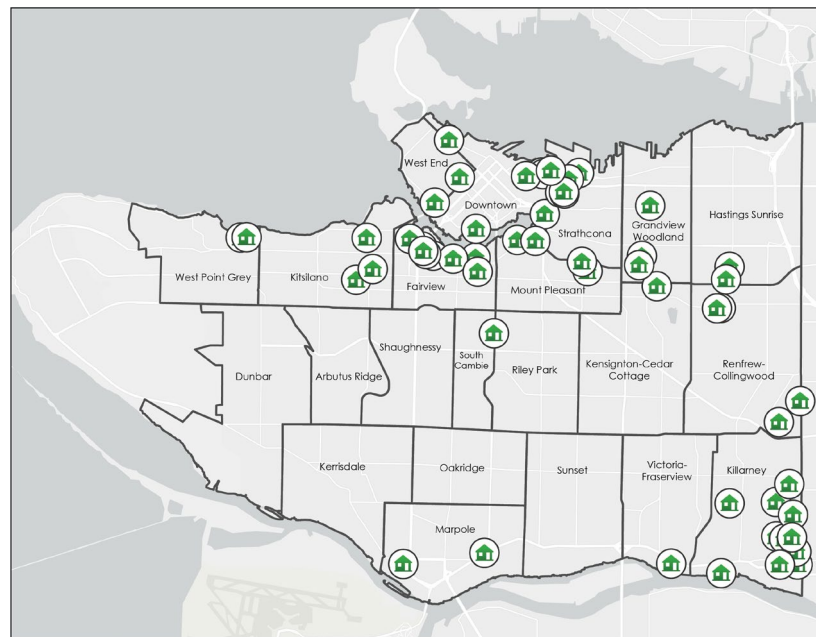 West End
Downtown
Strathcona
Grandview
Woodland
Hastings Sunrise
West Point Grey
Kitsilano
Fairview
Mount Pleasant
Shaughnessy
South
Cambie
Riley Park
Kensignton-Cedar
Cottage
Renfrew-
Collingwood
Dunbar
Arbutus Ridge
Kerrisdale
Oakridge
Sunset
Victoria-
Fraserview
Killarney
Marpole